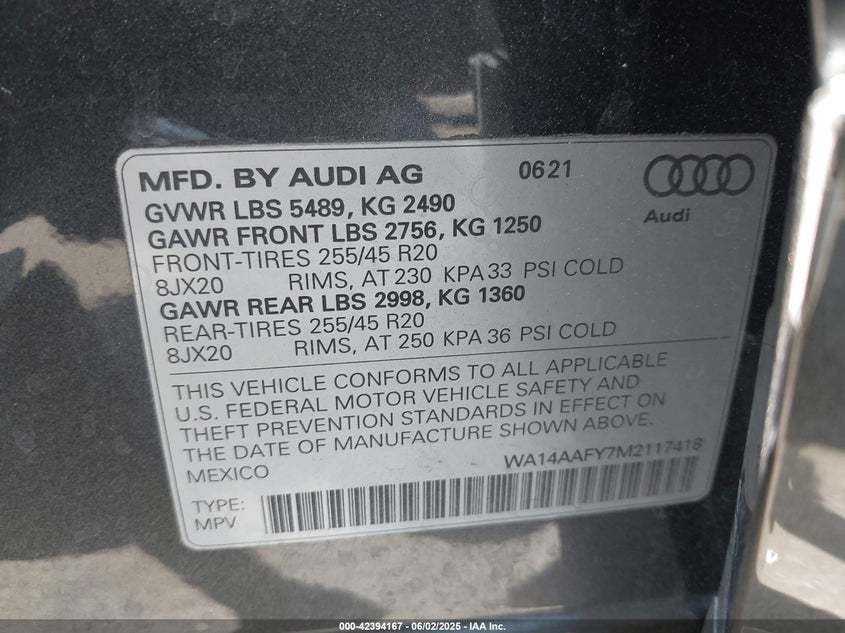 MFD. BY AUDI AG 06 21
GVWR LBS 5489, KG 2490
GAWR FRONT LBS 2756, KG 1250
FRONT-TIRES 255/45 R20
8JX20 RIMS, AT 230 KPA 33 PSI COLD
GAWR REAR LBS 2998, KG 1360
REAR-TIRES 255/45 R20
8JX20 RIMS, AT 250 KPA 36 PSI COLD
Audi
THIS VEHICLE CONFORMS TO ALL APPLICABLE
U.S. FEDERAL MOTOR VEHICLE SAFETY AND
THEFT PREVENTION STANDARDS IN EFFECT ON
THE DATE OF MANUFACTURE SHOWN ABOVE.
MEXICO WA14AAFY7M2117418
TYPE:
MPV
000-42394167 - 06/02/2025 - IAA Inc.